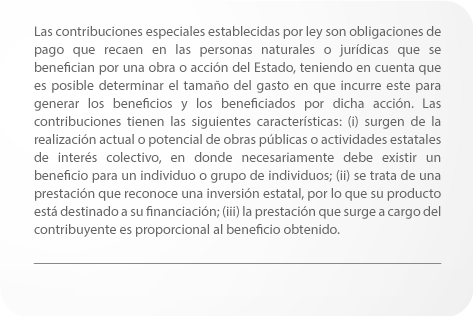 Las contribuciones especiales establecidas por ley son obligaciones de
pago que recaen en las personas naturales o jurídicas que se
benefician por una obra o acción del Estado, teniendo en cuenta que
es posible determinar el tamaño del gasto en que incurre este para
generar los beneficios y los beneficiados por dicha acción. Las
contribuciones tienen las siguientes características: (i) surgen de la
realización actual o potencial de obras públicas o actividades estatales
de interés colectivo, en donde necesariamente debe existir un
beneficio para un individuo o grupo de individuos; (ii) se trata de una
prestación que reconoce una inversión estatal, por lo que su producto
está destinado a su financiación; (iii) la prestación que surge a cargo del
contribuyente es proporcional al beneficio obtenido.